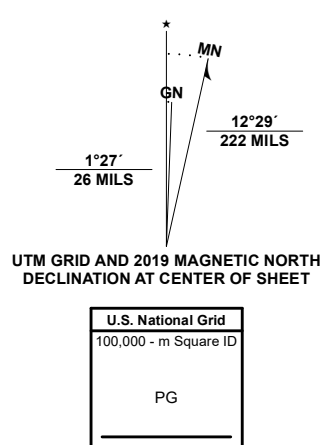 MN
GN
12°29´
222 MILS
1°27´
26 MILS
UTM GRID AND 2019 MAGNETIC NORTH
DECLINATION AT CENTER OF SHEET
U.S. National Grid
100,000 - m Square ID
PG